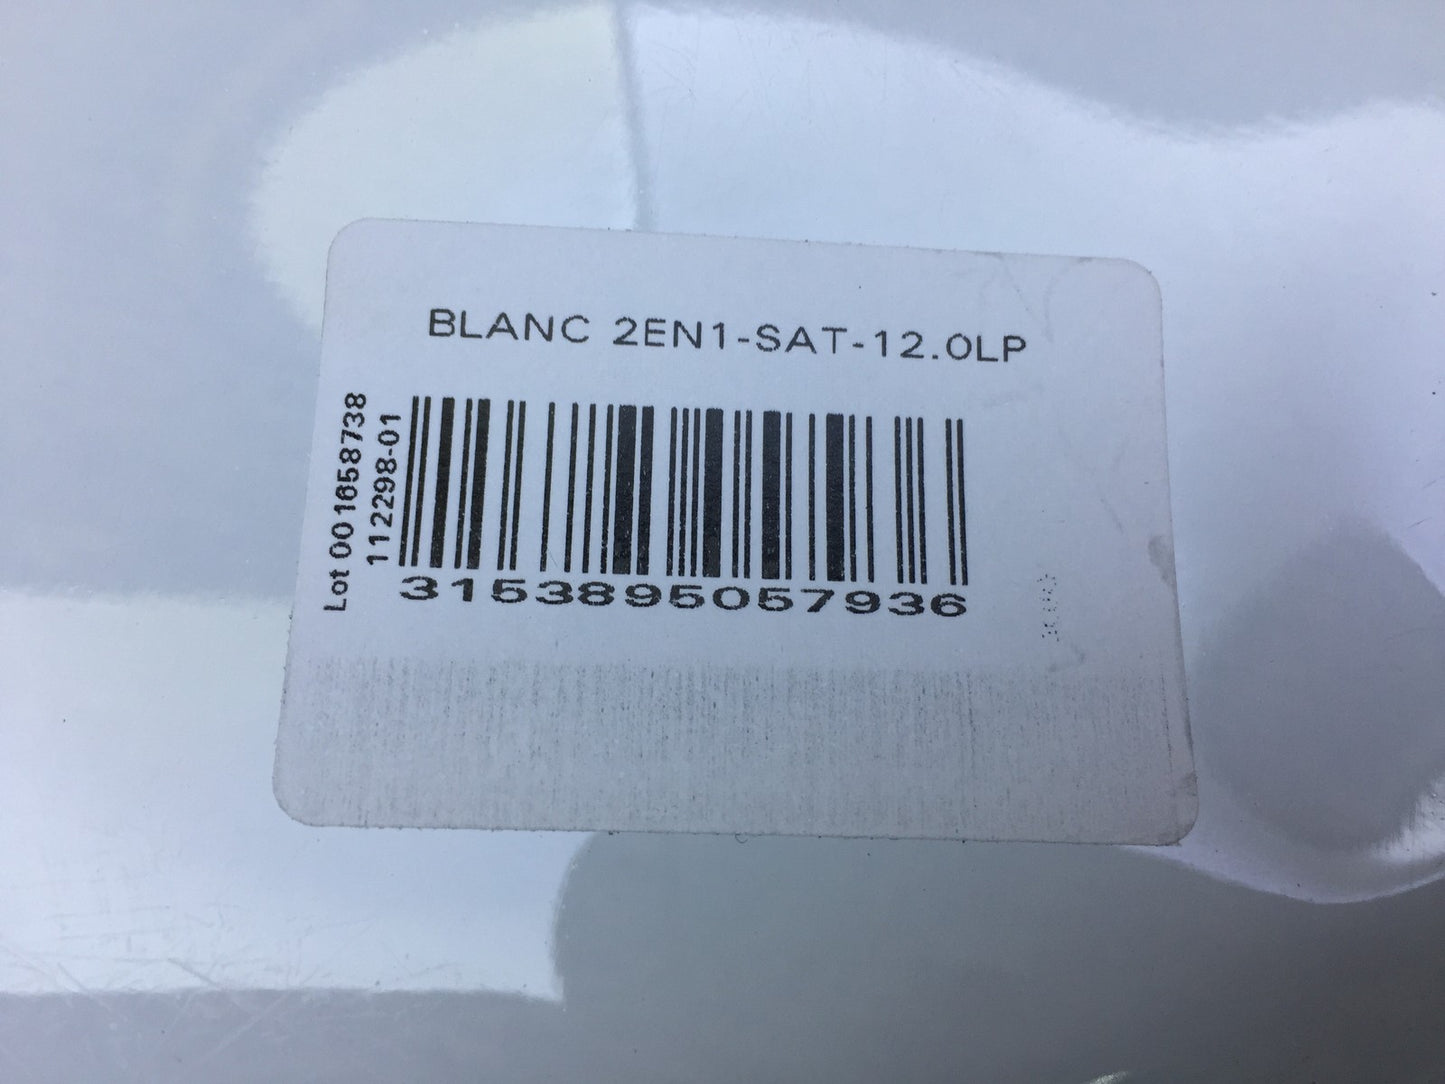 BLANC 2EN1-SAT-12.0LP
Lot 001658738
112298-01
3153895057936